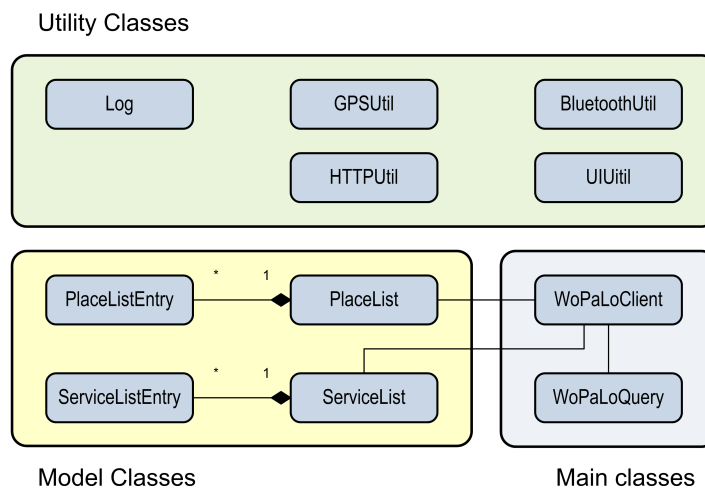 Utility Classes
Log GPSUtil BluetoothUtil
HTTPUtil UIUitil
* 1
PlaceListEntry PlaceList WoPaLoClient
* 1
ServiceListEntry ServiceList WoPaLoQuery
Model Classes Main classes